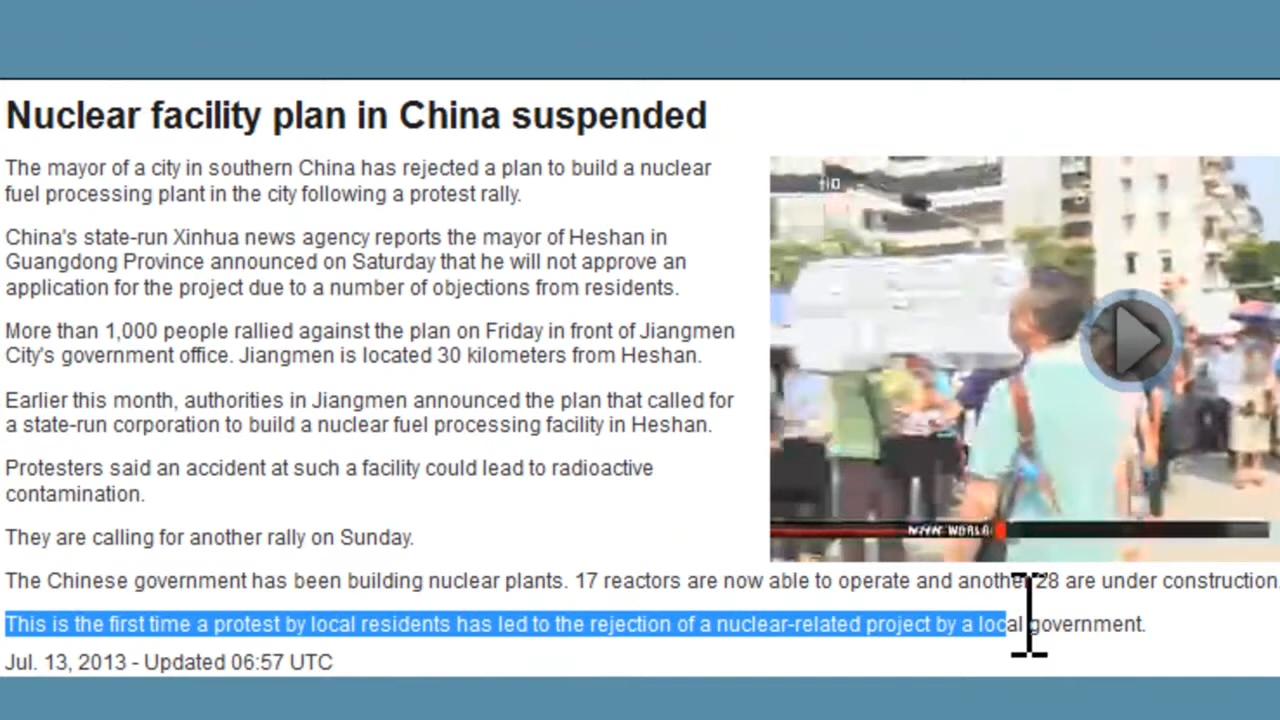 Nuclear facility plan in China suspended
The mayor of a city in southern China has rejected a plan to build a nuclear
fuel processing plant in the city following a protest rally.
China's state-run Xinhua news agency reports the mayor of Heshan in
Guangdong Province announced on Saturday that he will not approve an
application for the project due to a number of objections from residents.
More than 1,000 people rallied against the plan on Friday in front of Jiangmen
City's government office. Jiangmen is located 30 kilometers from Heshan.
Earlier this month, authorities in Jiangmen announced the plan that called for
a state-run corporation to build a nuclear fuel processing facility in Heshan.
Protesters said an accident at such a facility could lead to radioactive
contamination.
They are calling for another rally on Sunday.
NHK WORLD
The Chinese government has been building nuclear plants. 17 reactors are now able to operate and another 28 are under construction.
This is the first time a protest by local residents has led to the rejection of a nuclear-related project by a local government.
Jul. 13, 2013 - Updated 06:57 UTC